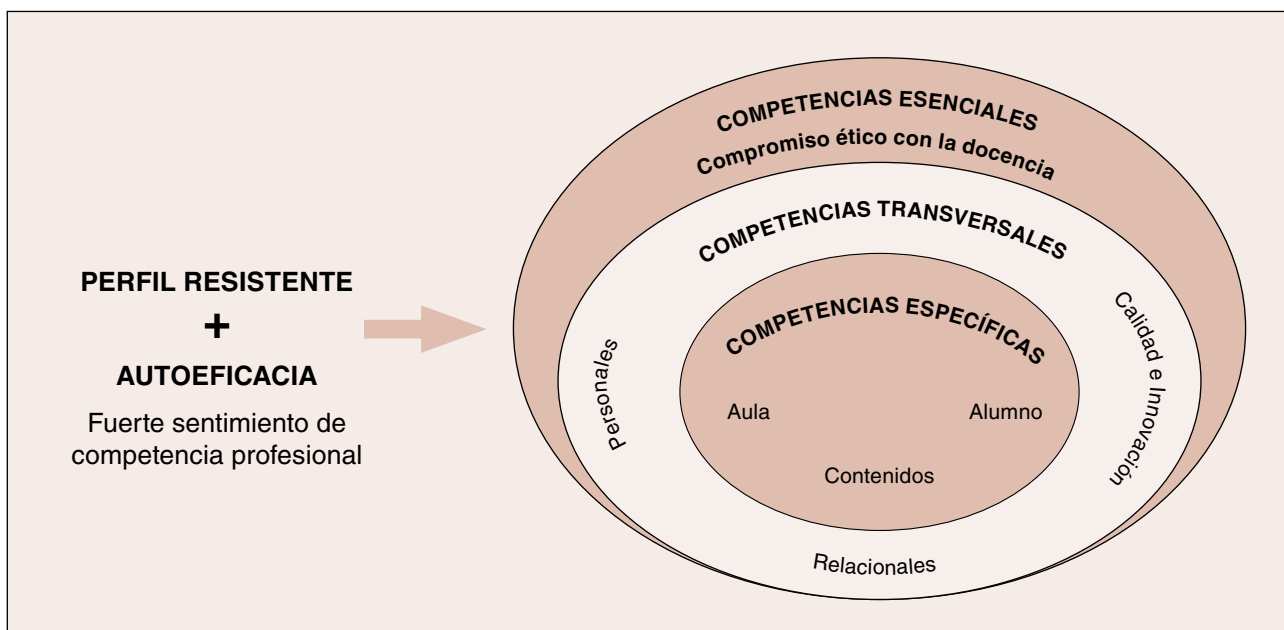 PERFIL RESISTENTE
+
AUTOEFICACIA
Fuerte sentimiento de
competencia profesional
COMPETENCIAS ESENCIALES
Compromiso ético con la docencia
COMPETENCIAS TRANSVERSALES
Personales
Calidad e Innovación
Relacionales
COMPETENCIAS ESPECÍFICAS
Aula
Alumno
Contenidos